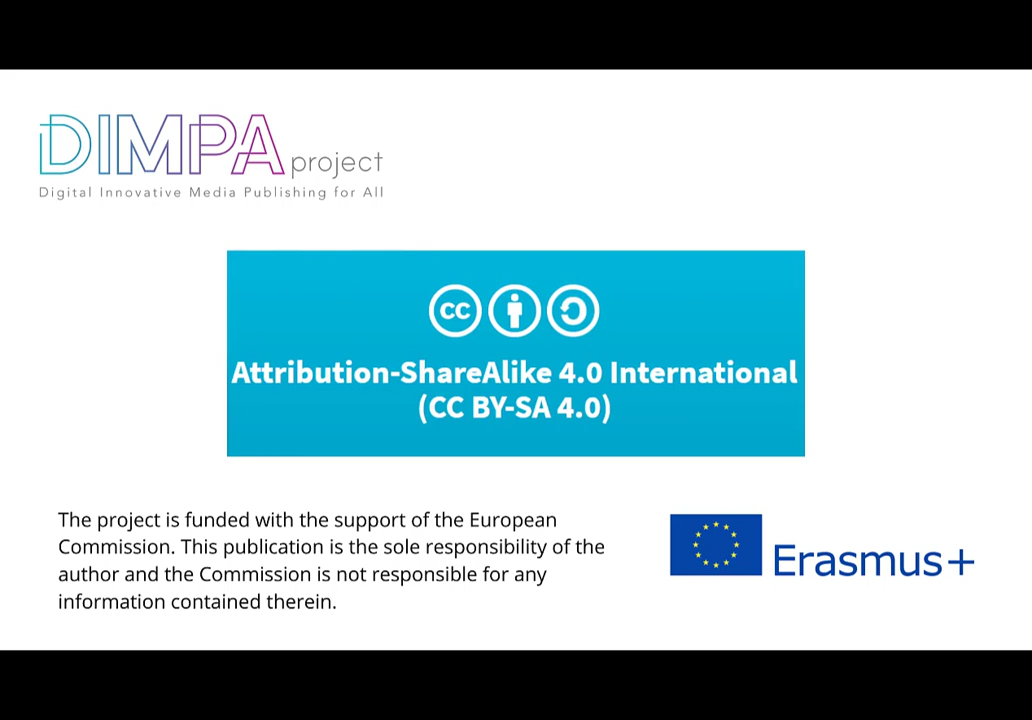 DIMPA project
Digital Innovative Media Publishing for All
CC
Attribution-ShareAlike 4.0 International
(CC BY-SA 4.0)
The project is funded with the support of the European
Commission. This publication is the sole responsibility of the
author and the Commission is not responsible for any
information contained therein.
Erasmus+